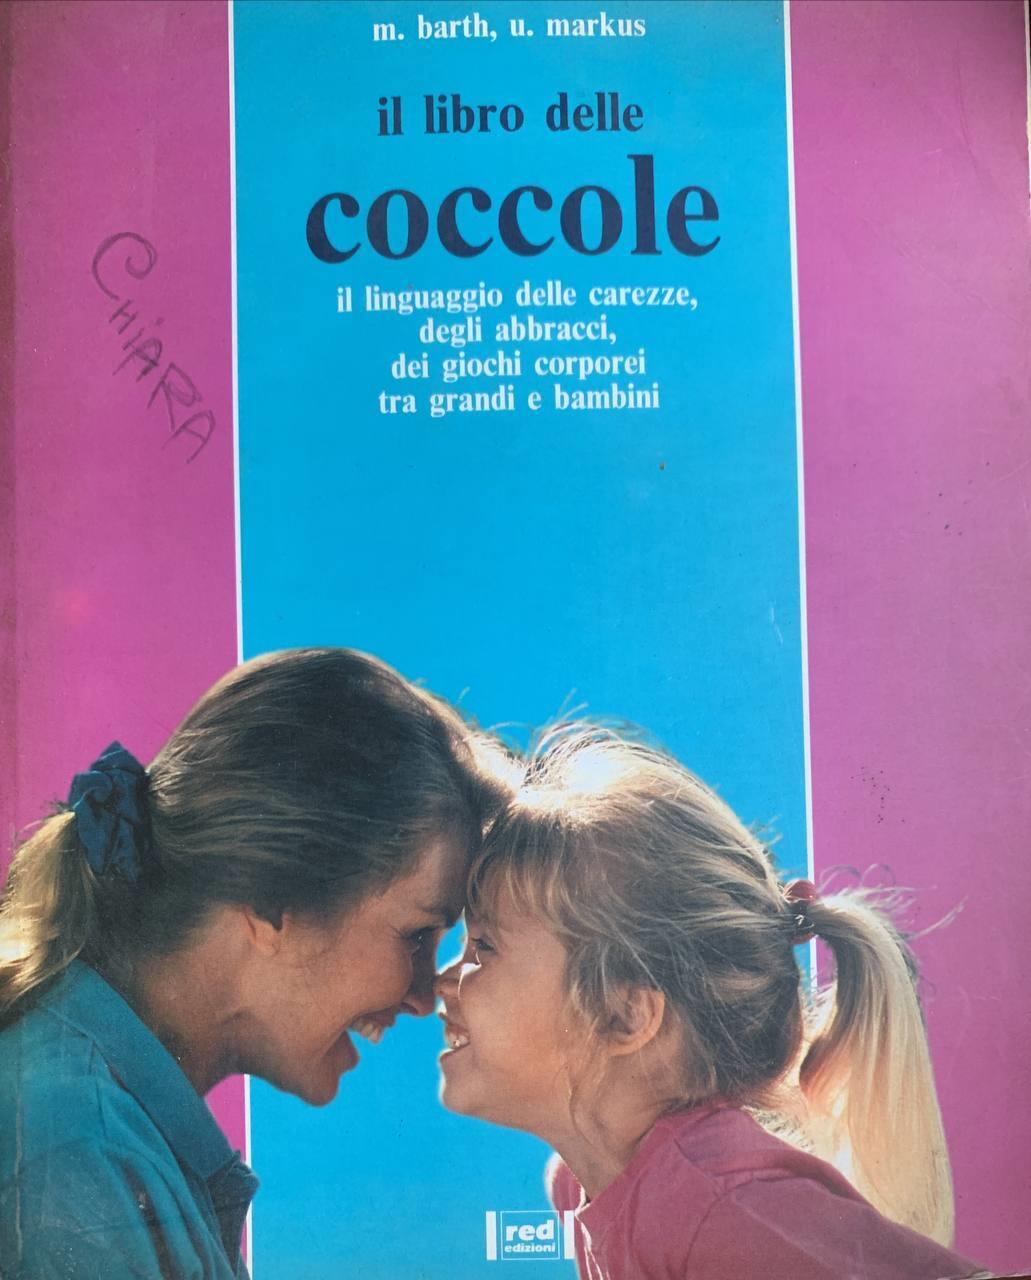 m. barth, u. markus
il libro delle
coccole
il linguaggio delle carezze,
degli abbracci,
dei giochi corporei
tra grandi e bambini
CHiARA
red
edizioni